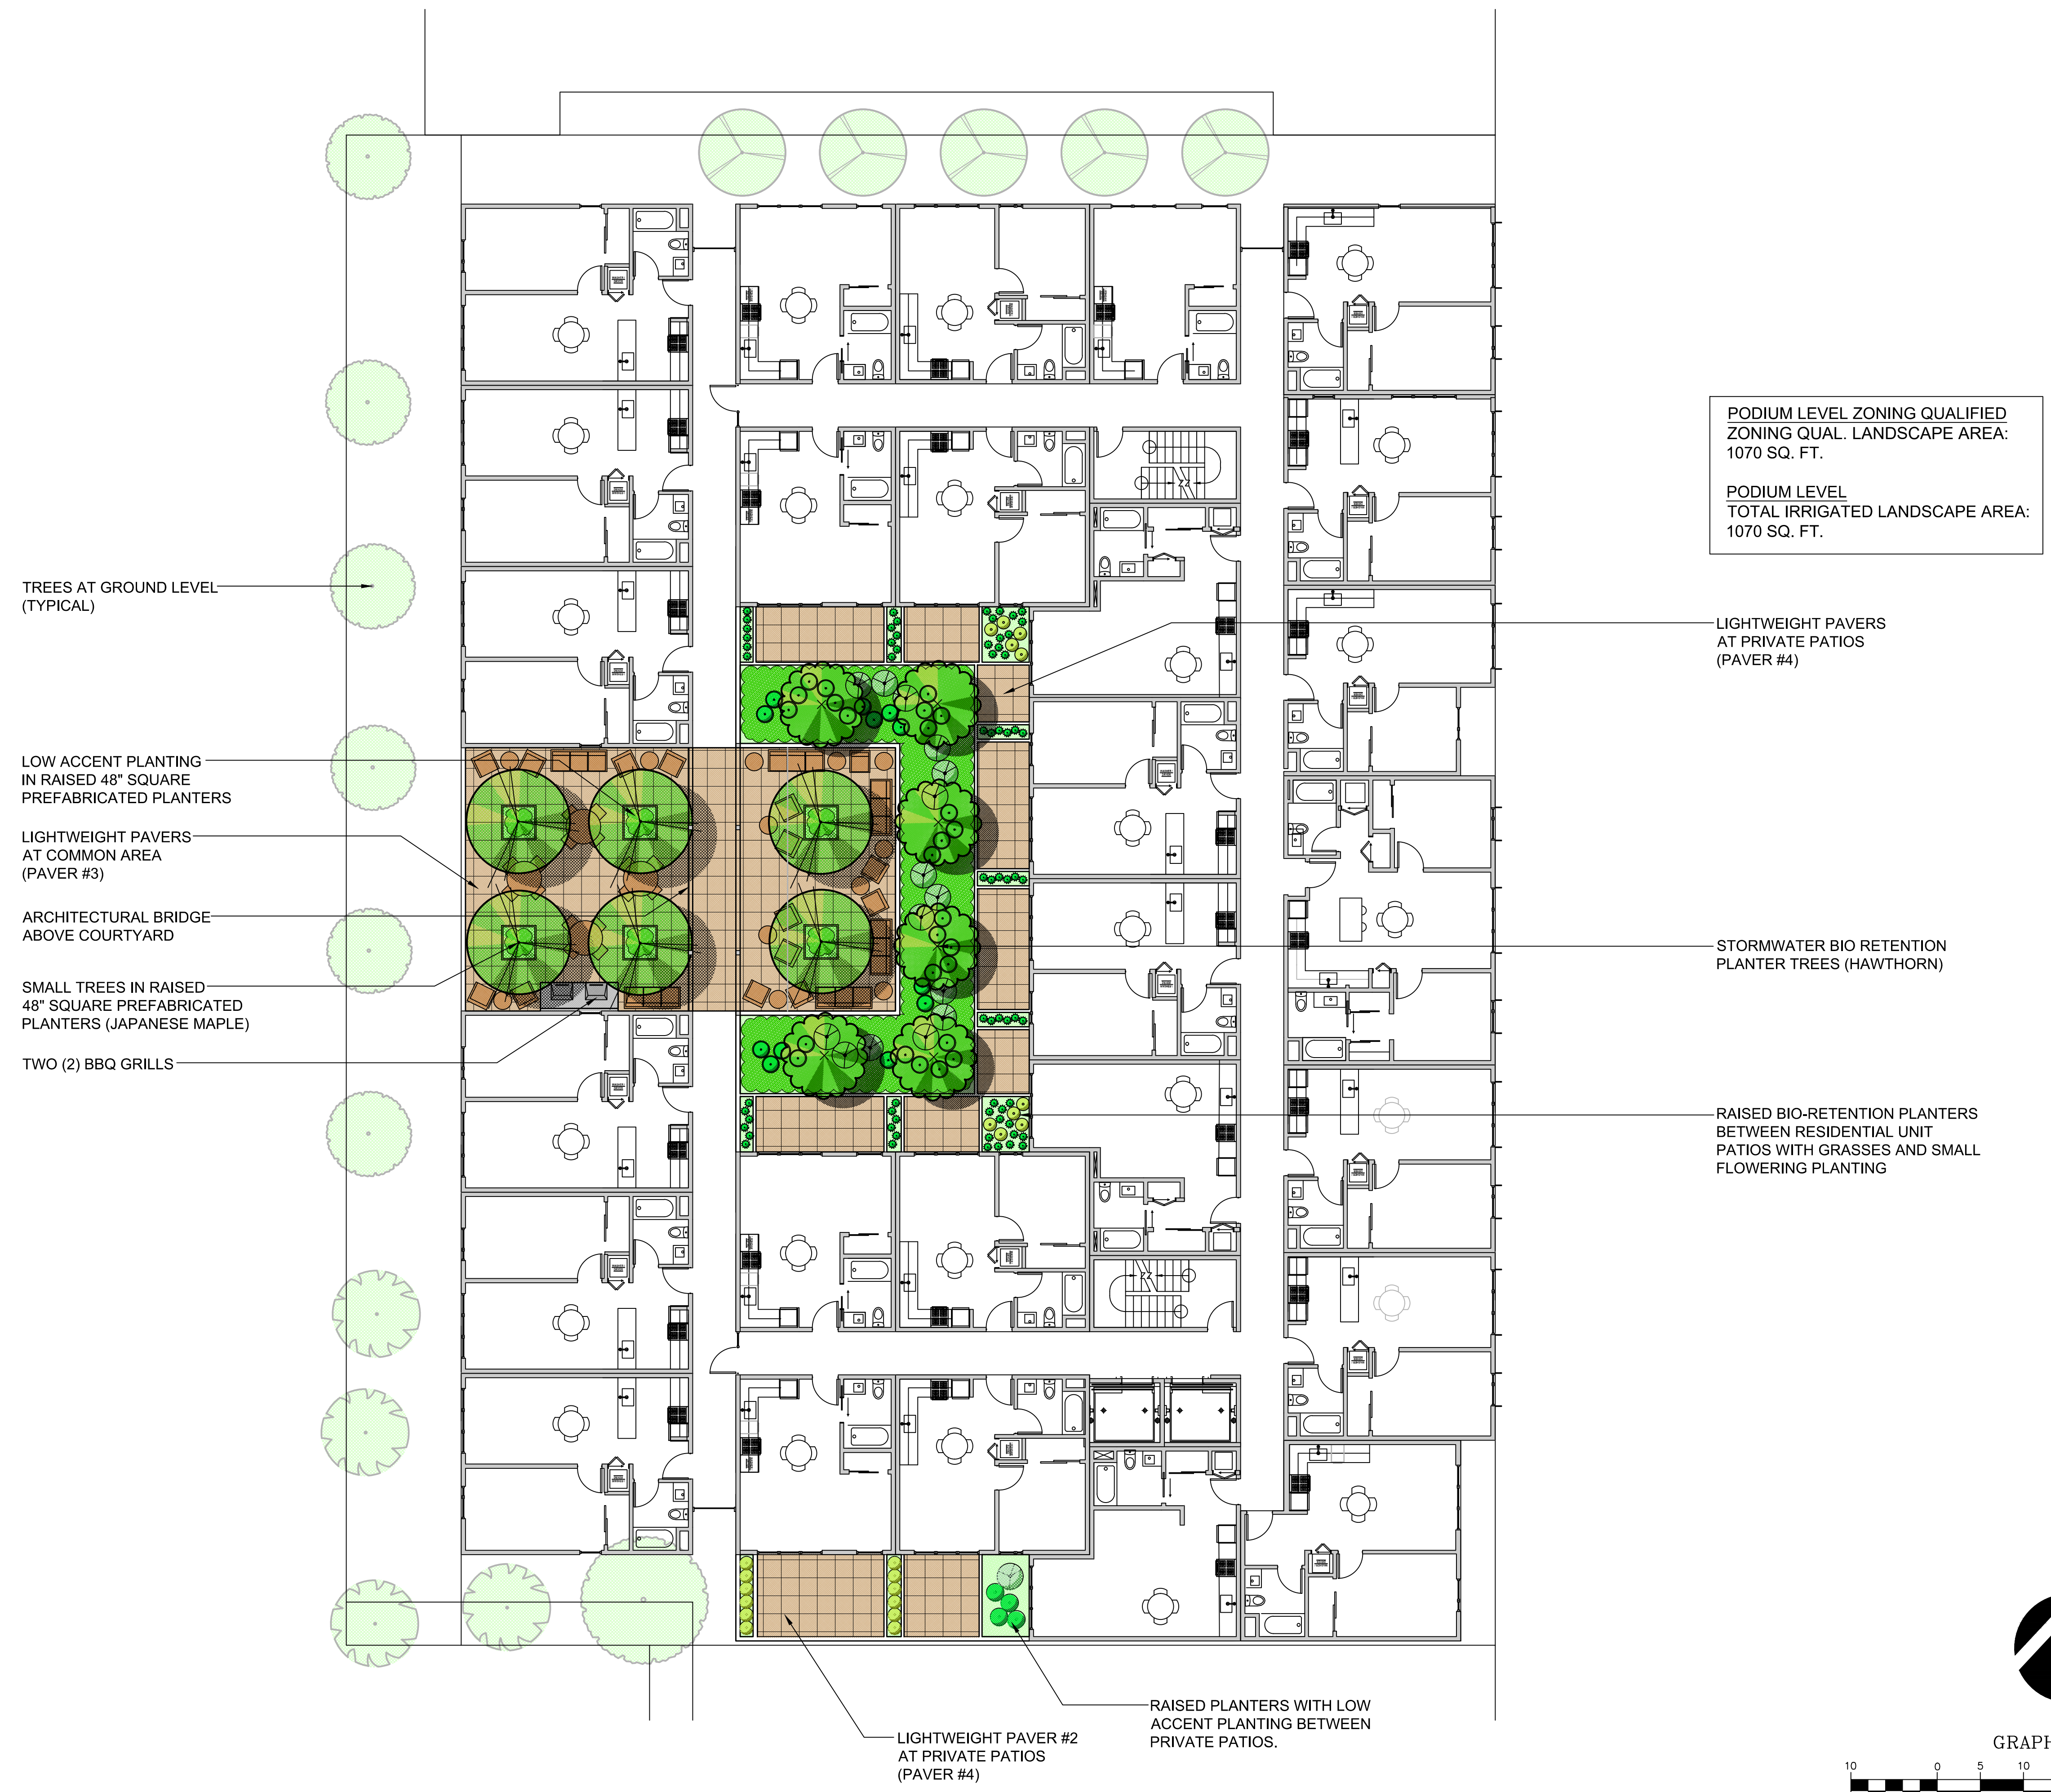 PODIUM LEVEL ZONING QUALIFIED
ZONING QUAL. LANDSCAPE AREA:
1070 SQ. FT.
PODIUM LEVEL
TOTAL IRRIGATED LANDSCAPE AREA:
1070 SQ. FT.
TREES AT GROUND LEVEL
(TYPICAL)
LIGHTWEIGHT PAVERS
AT PRIVATE PATIOS
(PAVER #4)
LOW ACCENT PLANTING
IN RAISED 48" SQUARE
PREFABRICATED PLANTERS
LIGHTWEIGHT PAVERS
AT COMMON AREA
(PAVER #3)
ARCHITECTURAL BRIDGE
ABOVE COURTYARD
SMALL TREES IN RAISED
48" SQUARE PREFABRICATED
PLANTERS (JAPANESE MAPLE)
TWO (2) BBQ GRILLS
STORMWATER BIO RETENTION
PLANTER TREES (HAWTHORN)
RAISED BIO-RETENTION PLANTERS
BETWEEN RESIDENTIAL UNIT
PATIOS WITH GRASSES AND SMALL
FLOWERING PLANTING
RAISED PLANTERS WITH LOW
ACCENT PLANTING BETWEEN
PRIVATE PATIOS.
LIGHTWEIGHT PAVER #2
AT PRIVATE PATIOS
(PAVER #4)
GRAPH
10 0 5 10